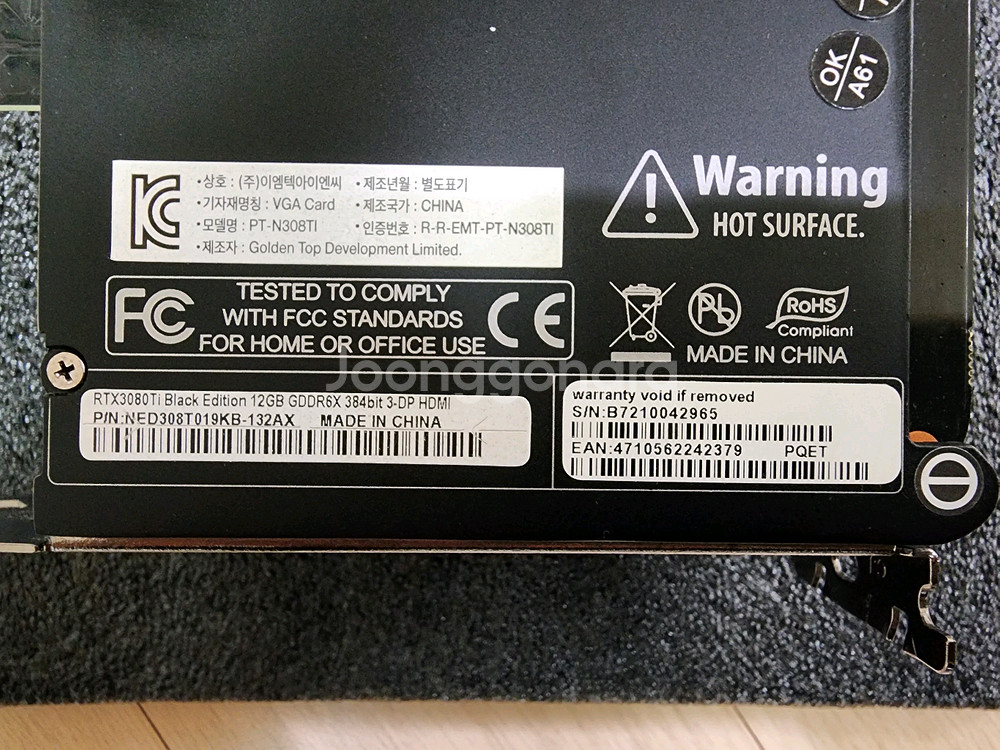 OK
A61
•상호 : (주)이엠텍아이엔씨 •제조년월 : 별도표기
•기자재명칭 : VGA Card •제조국가 : CHINA
•모델명 : PT-N308TI •인증번호 : R-R-EMT-PT-N308TI
•제조자 : Golden Top Development Limited.
Warning
HOT SURFACE.
FC
TESTED TO COMPLY
WITH FCC STANDARDS
FOR HOME OR OFFICE USE
CE
Pb
RoHS
Compliant
MADE IN CHINA
Joonggonara
RTX3080Ti Black Edition 12GB GDDR6X 384bit 3-DP HDMI
P/N:NED308T019KB-132AX MADE IN CHINA
warranty void if removed
S/N:B7210042965
EAN:4710562242379 PQET